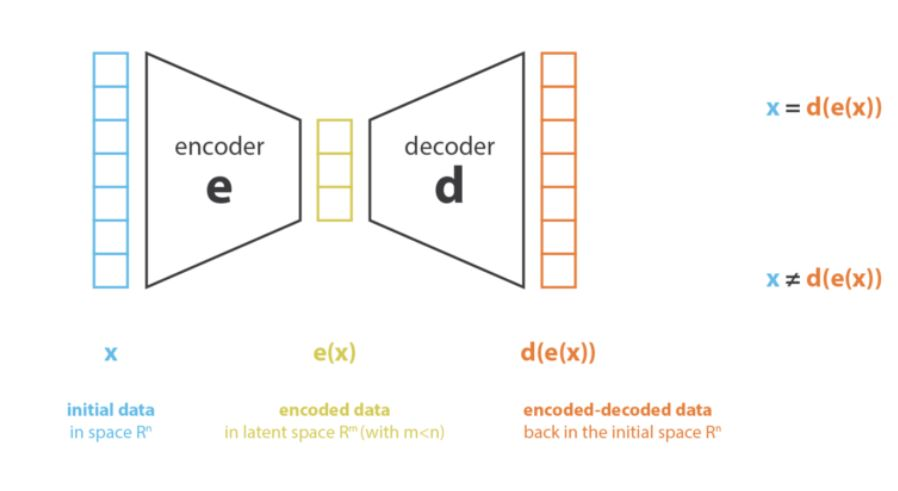 encoder
e
decoder
d
x = d(e(x))
x ≠ d(e(x))
x
e(x)
d(e(x))
initial data
in space Rⁿ
encoded data
in latent space Rᵐ (with m<n)
encoded-decoded data
back in the initial space Rⁿ